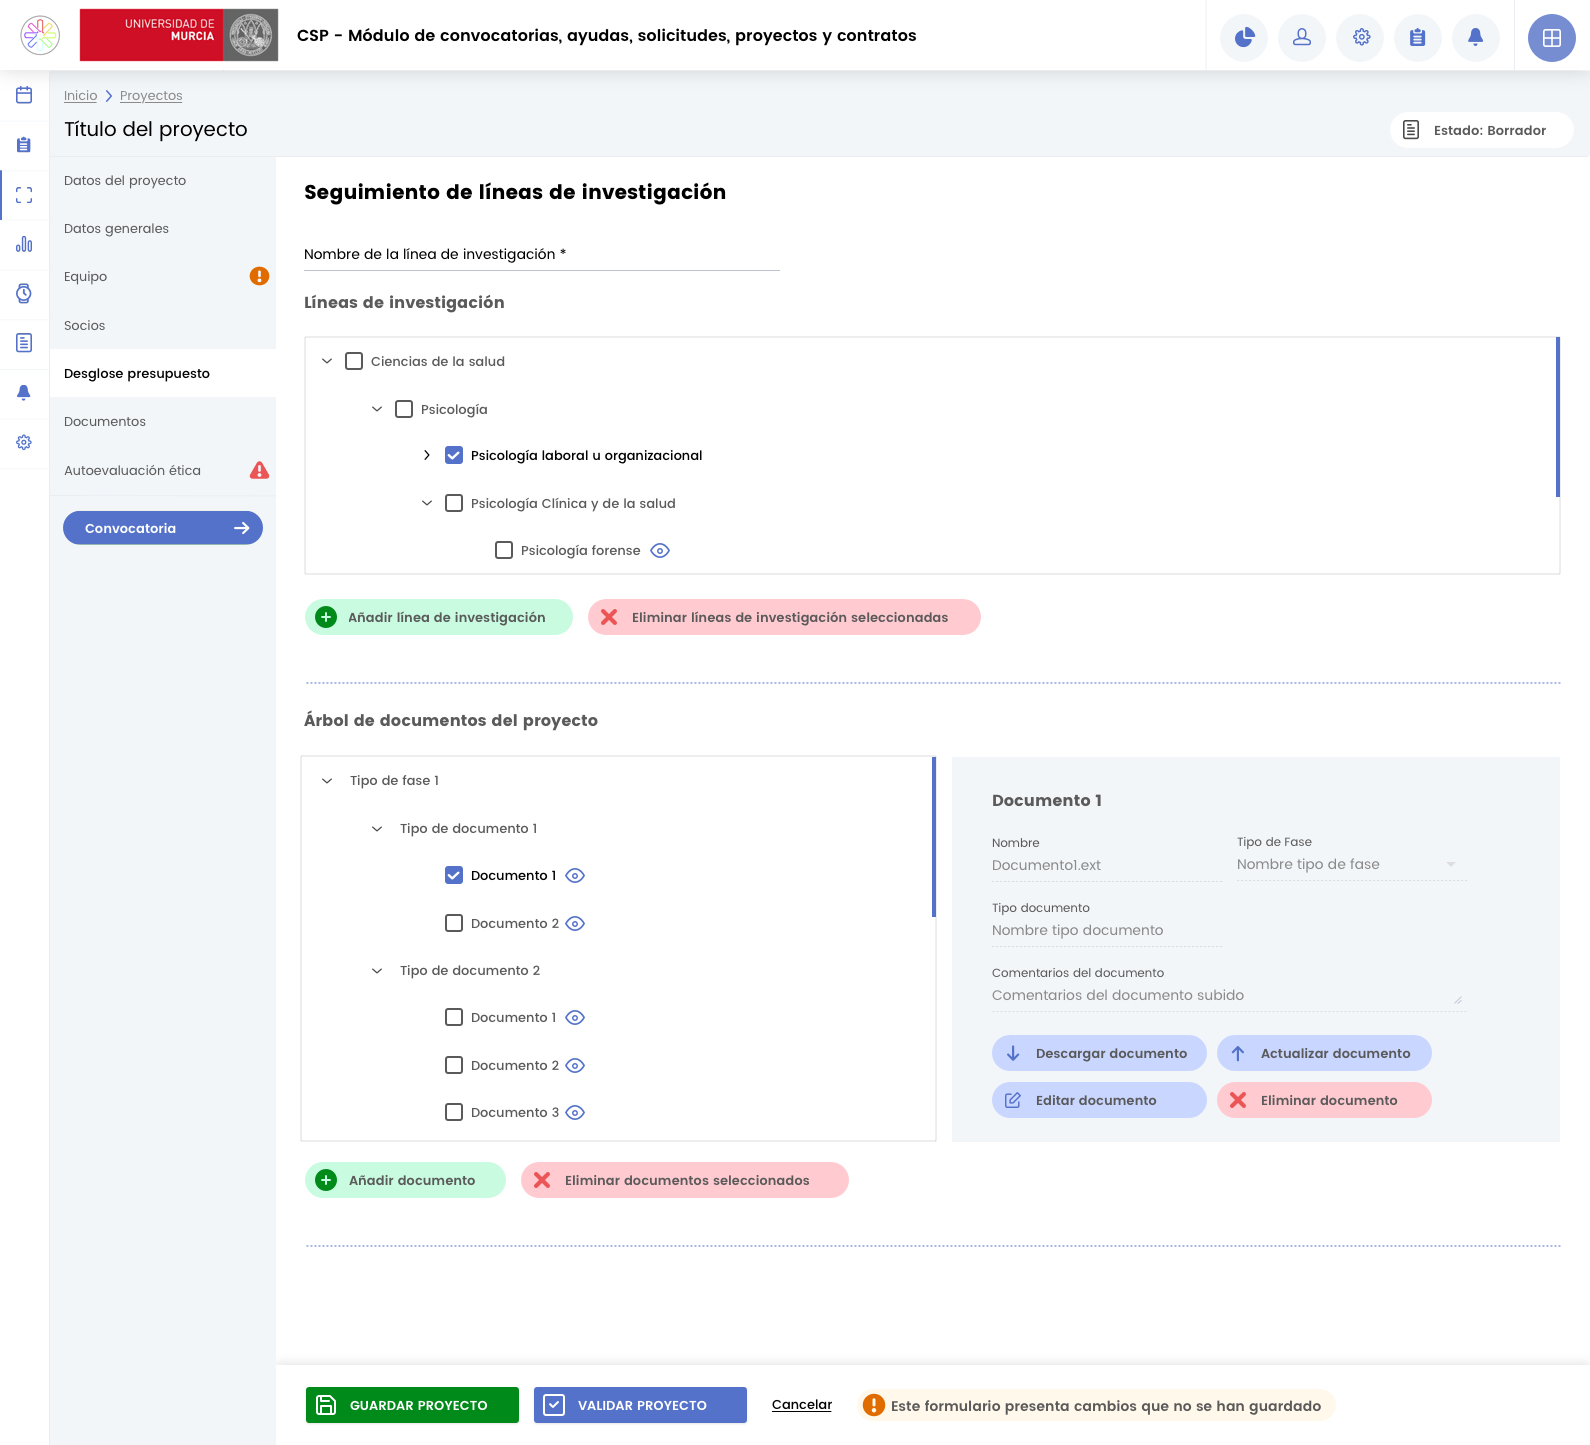 UNIVERSIDAD DE
MURCIA
CSP - Módulo de convocatorias, ayudas, solicitudes, proyectos y contratos
Inicio Proyectos
Título del proyecto
Estado: Borrador
Datos del proyecto
Datos generales
Equipo
Socios
Desglose presupuesto
Documentos
Autoevaluación ética
Convocatoria
Seguimiento de líneas de investigación
Nombre de la línea de investigación *
Líneas de investigación
Ciencias de la salud
Psicología
Psicología laboral u organizacional
Psicología Clínica y de la salud
Psicología forense
Añadir línea de investigación
Eliminar líneas de investigación seleccionadas
Árbol de documentos del proyecto
Tipo de fase 1
Tipo de documento 1
Documento 1
Documento 2
Tipo de documento 2
Documento 1
Documento 2
Documento 3
Documento 1
Nombre
Documento1.ext
Tipo de Fase
Nombre tipo de fase
Tipo documento
Nombre tipo documento
Comentarios del documento
Comentarios del documento subido
Descargar documento
Actualizar documento
Editar documento
Eliminar documento
Añadir documento
Eliminar documentos seleccionados
GUARDAR PROYECTO
VALIDAR PROYECTO
Cancelar
Este formulario presenta cambios que no se han guardado